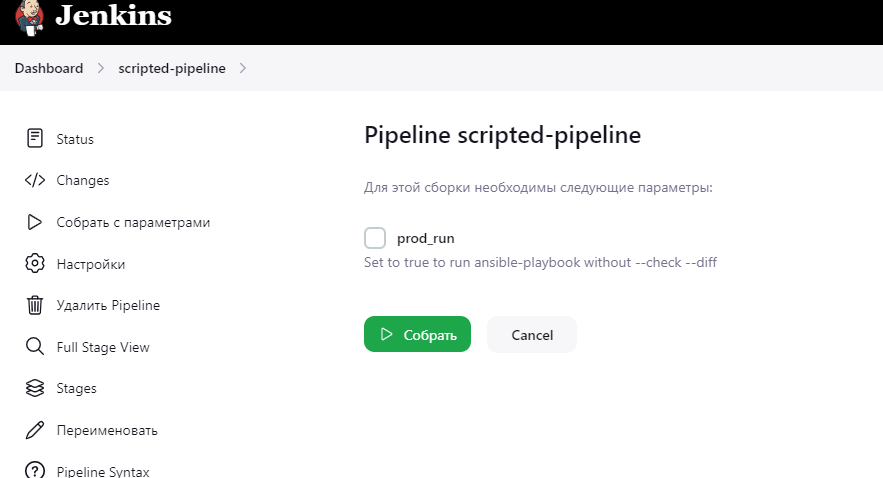 Jenkins
Dashboard
scripted-pipeline
Status
Changes
Собрать с параметрами
Настройки
Удалить Pipeline
Full Stage View
Stages
Переименовать
Pipeline Syntax
Pipeline scripted-pipeline
Для этой сборки необходимы следующие параметры:
prod_run
Set to true to run ansible-playbook without --check --diff
Собрать
Cancel